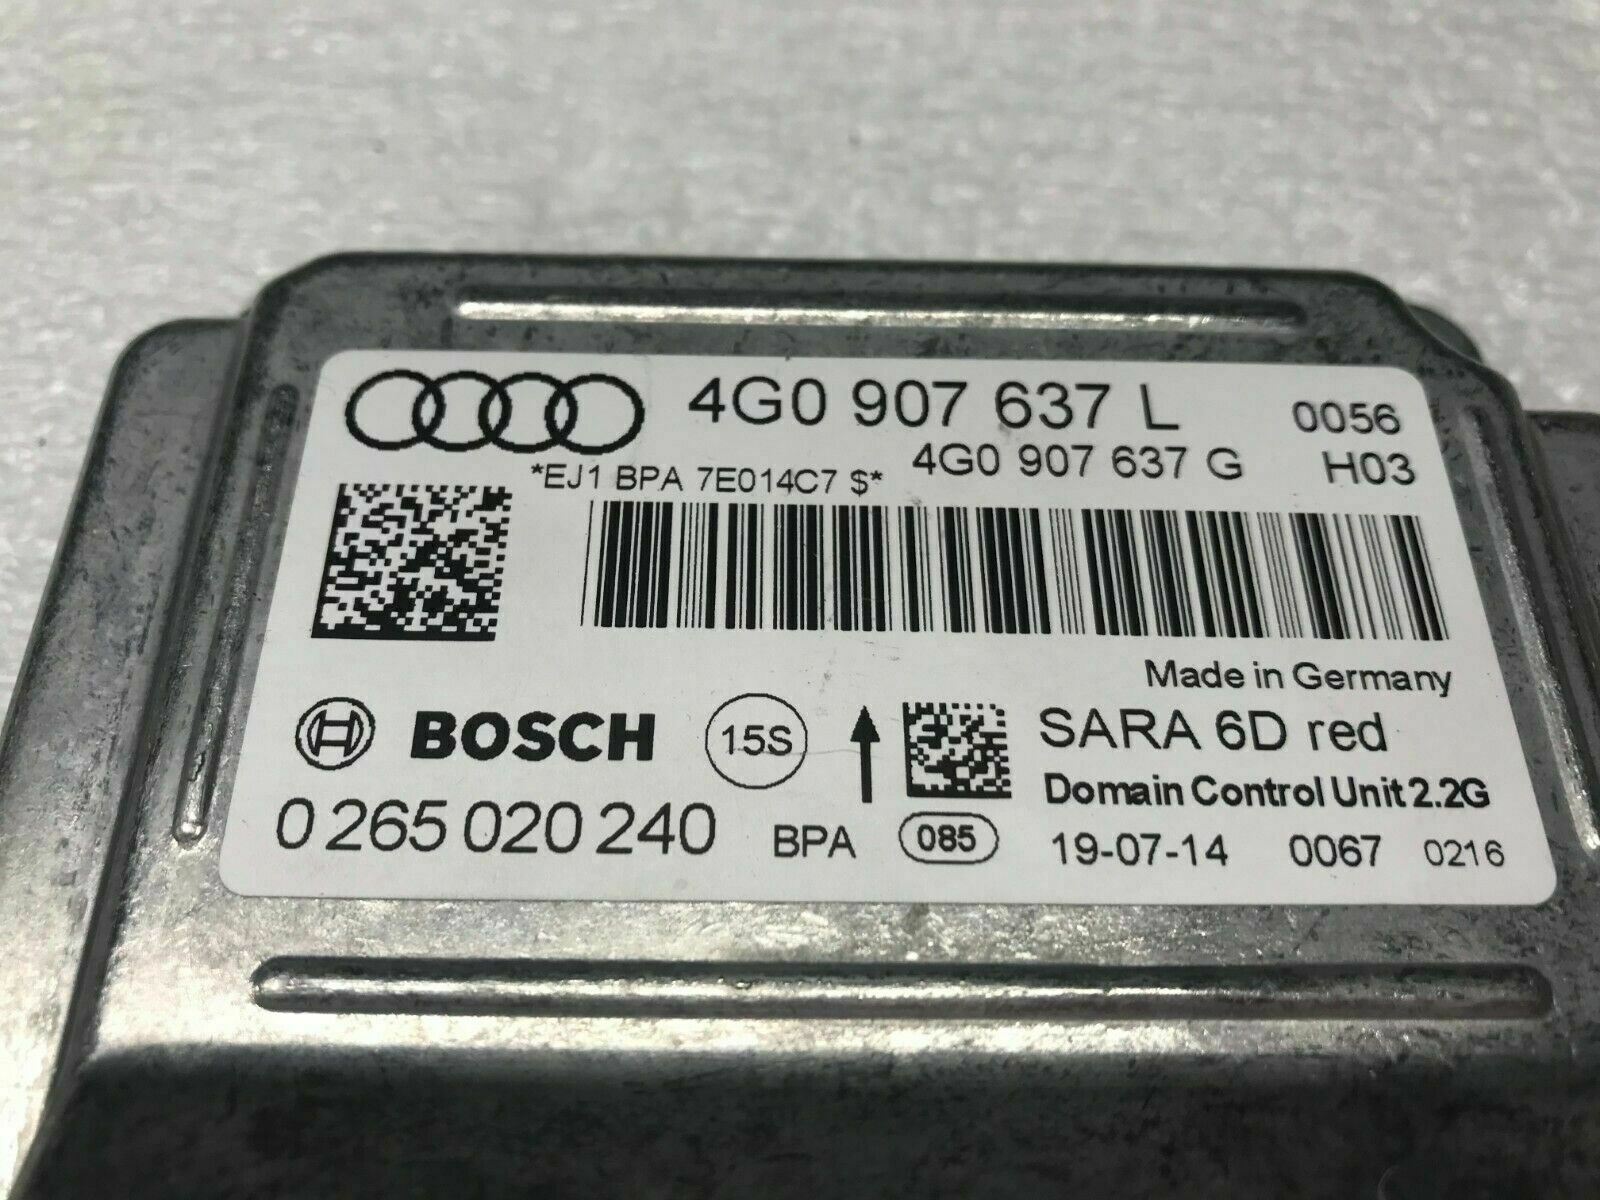 4G0 907 637 L 0056
*EJ1 BPA 7E014C7 $* 4G0 907 637 G H03
Made in Germany
BOSCH 15S SARA 6D red
Domain Control Unit 2.2G
0 265 020 240 BPA 085 19-07-14 0067 0216